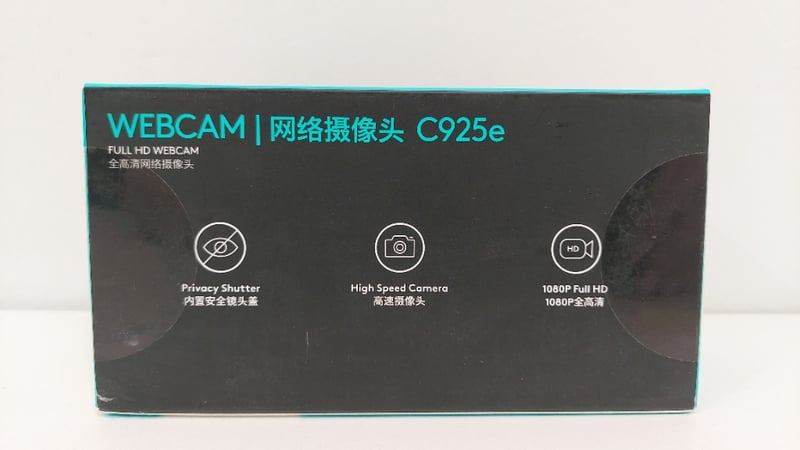 WEBCAM | 网络摄像头 C925e
FULL HD WEBCAM
全高清网络摄像头
HD
Privacy Shutter
内置安全镜头盖
High Speed Camera
高速摄像头
1080P Full HD
1080P全高清